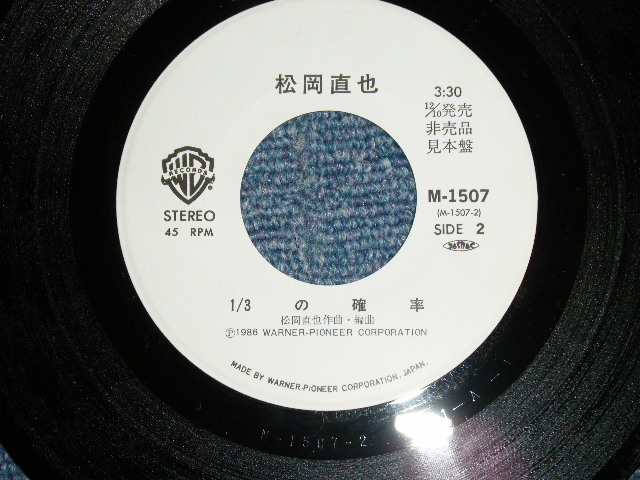 松岡直也
3:30
12/10発売
非売品
見本盤
RECORDS
STEREO
45 RPM
M-1507
(M-1507-2)
SIDE 2
1/3 の確率
松岡直也作曲・編曲
Ⓟ1986 WARNER-PIONEER CORPORATION
MADE BY WARNER-PIONEER CORPORATION, JAPAN.
M-1507-2